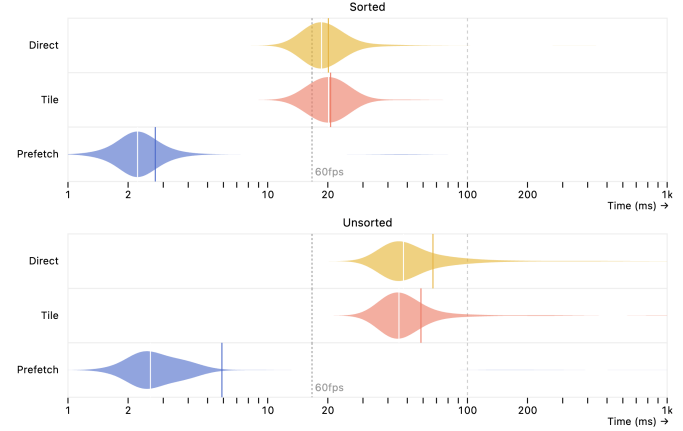 Sorted
Direct
Tile
Prefetch
60fps
1 2 10 20 100 200 1k
Time (ms) →
Unsorted
Direct
Tile
Prefetch
60fps
1 2 10 20 100 200 1k
Time (ms) →